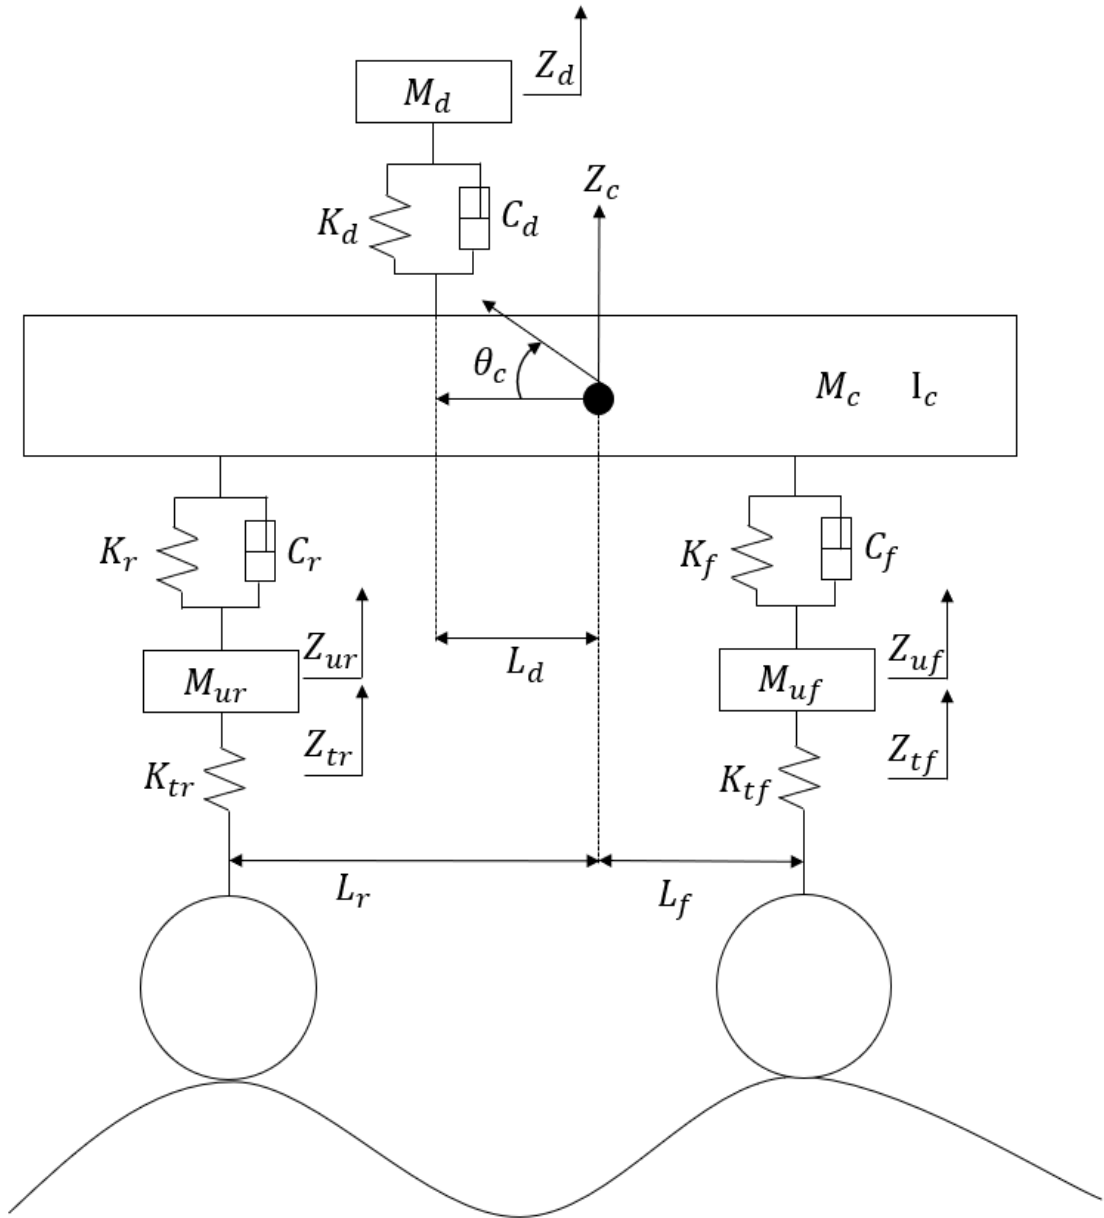 Z_d
M_d
Z_c
K_d
C_d
θ_c
M_c I_c
K_r
C_r
K_f
C_f
Z_ur
L_d
Z_uf
M_ur
M_uf
Z_tr
Z_tf
K_tr
K_tf
L_r
L_f